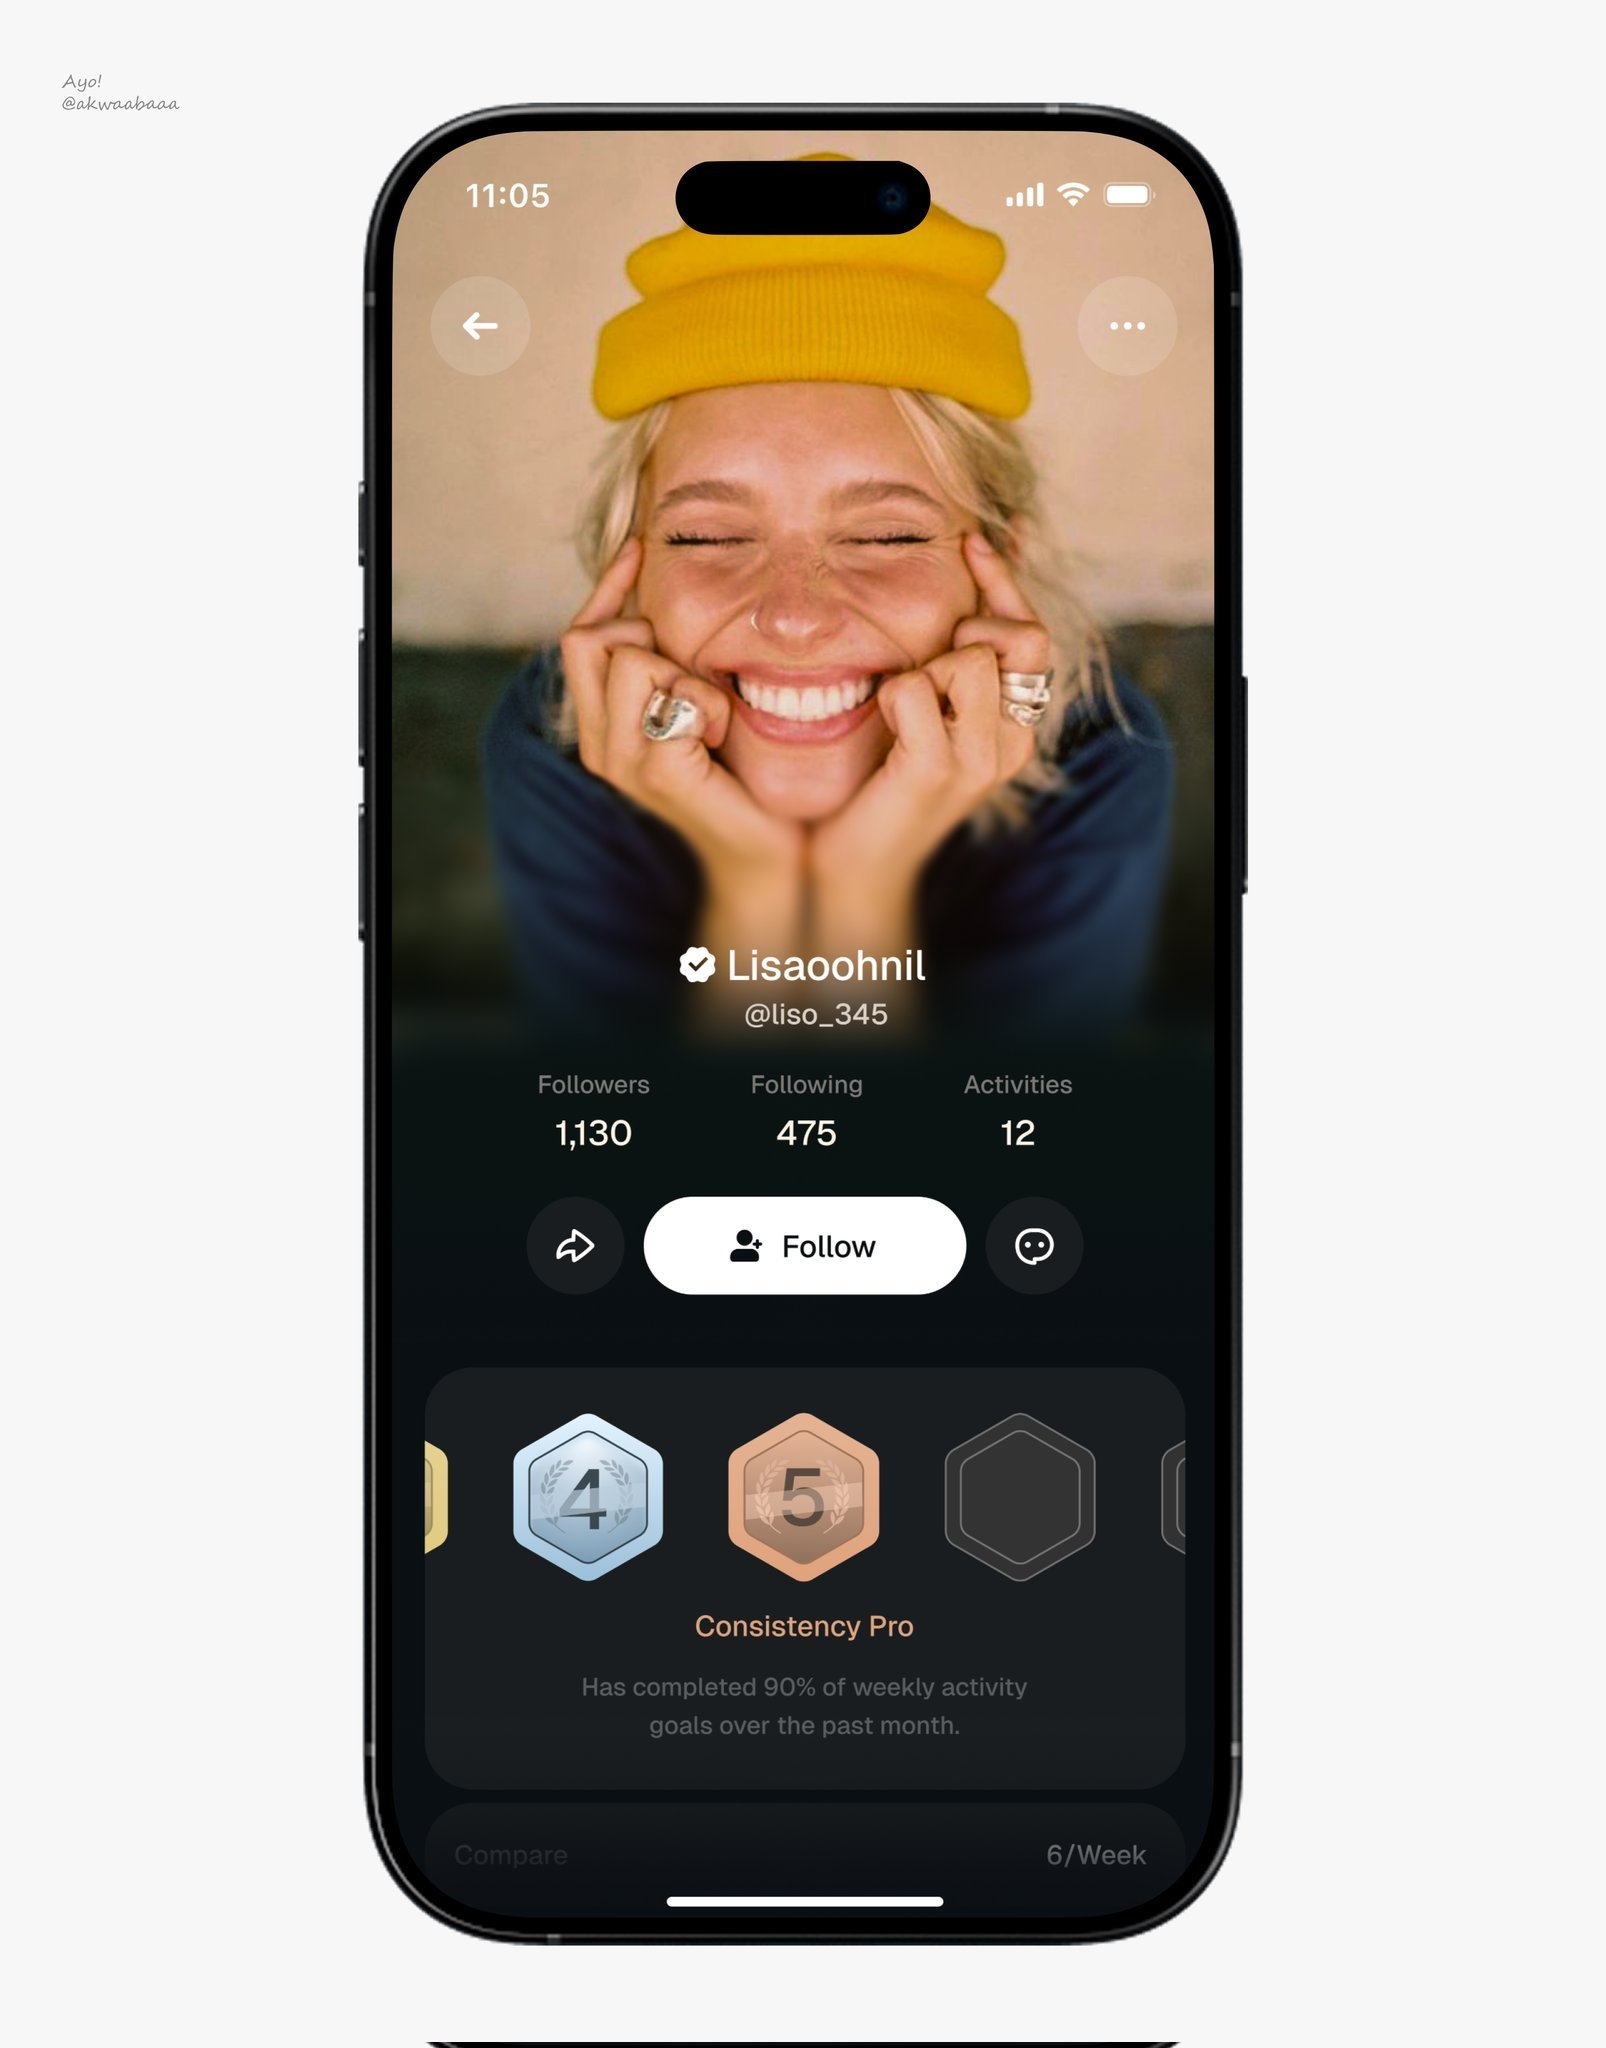 Ayo!
@akwaabaaa
11:05
Lisaoohnil
@liso_345
Followers
Following
Activities
1,130
475
12
Follow
4
5
Consistency Pro
Has completed 90% of weekly activity
goals over the past month.
Compare
6/Week